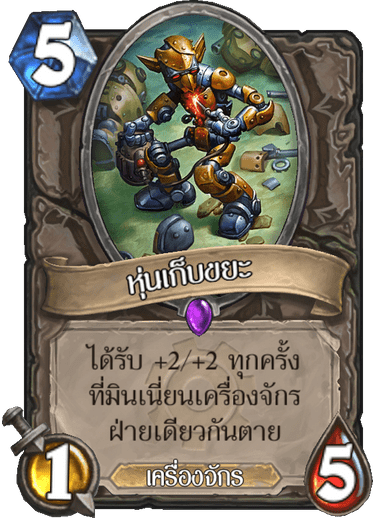 5
หุ่นเก็บขยะ
ได้รับ +2/+2 ทุกครั้ง
ที่มินเนี่ยนเครื่องจักร
ฝ่ายเดียวกันตาย
1
เครื่องจักร
5